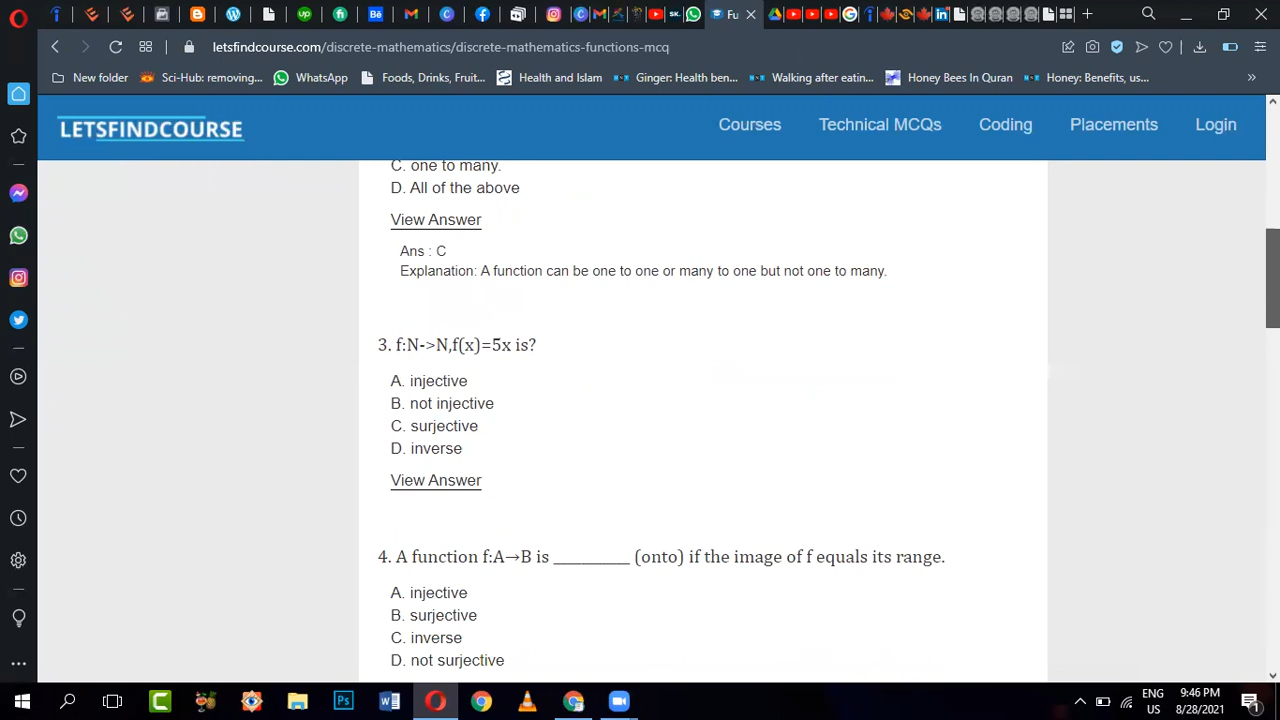 Fu
SK.
letsfindcourse.com/discrete-mathematics/discrete-mathematics-functions-mcq
New folder
Sci-Hub: removing...
WhatsApp
Foods, Drinks, Fruit...
Health and Islam
Ginger: Health ben...
Walking after eatin...
Honey Bees In Quran
Honey: Benefits, us...
LETSFINDCOURSE
Courses
Technical MCQs
Coding
Placements
Login
C. one to many.
D. All of the above
View Answer
Ans : C
Explanation: A function can be one to one or many to one but not one to many.
3. f:N->N,f(x)=5x is?
A. injective
B. not injective
C. surjective
D. inverse
View Answer
4. A function f:A→B is __________ (onto) if the image of f equals its range.
A. injective
B. surjective
C. inverse
D. not surjective
ENG
US
9:46 PM
8/28/2021